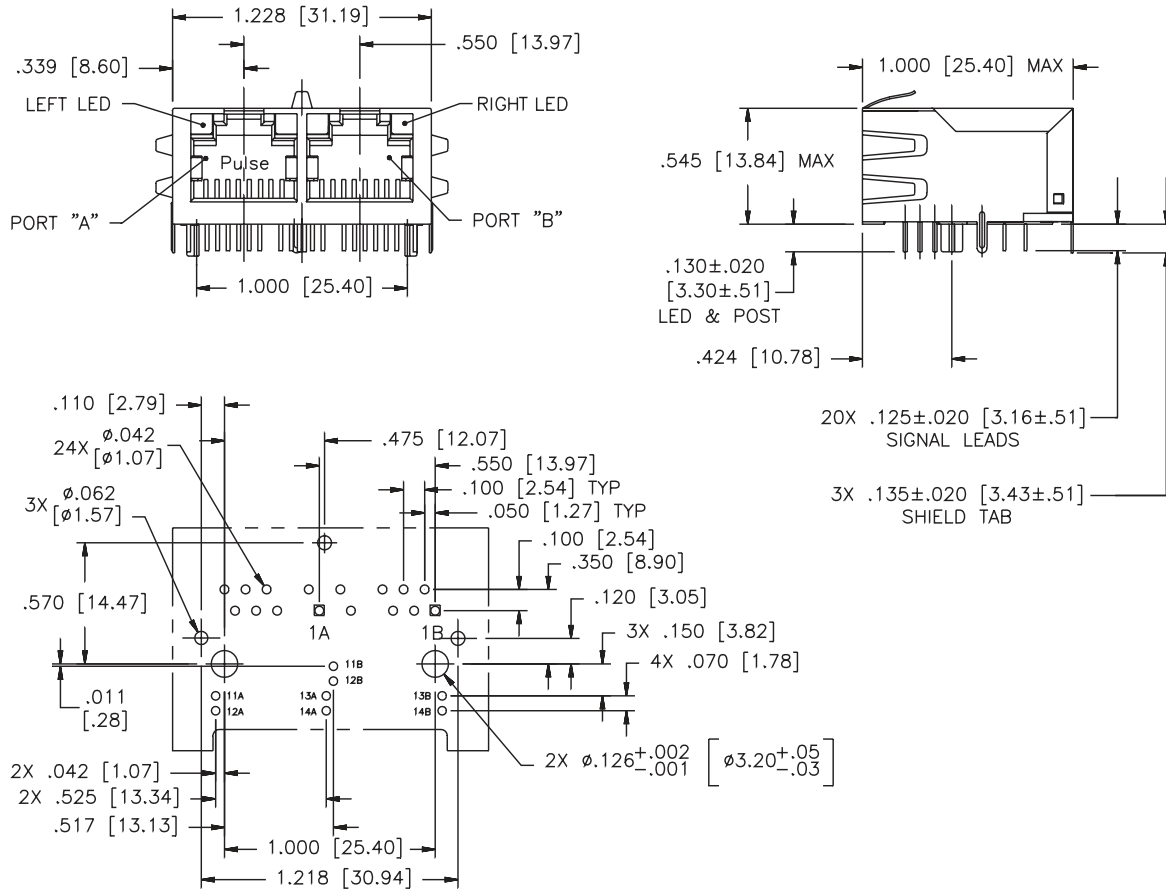 1.228 [31.19]
.550 [13.97]
.339 [8.60]
LEFT LED
RIGHT LED
Pulse
PORT "A"
PORT "B"
1.000 [25.40]
1.000 [25.40] MAX
.545 [13.84] MAX
.130±.020
[3.30±.51]
LED & POST
.424 [10.78]
20X .125±.020 [3.16±.51]
SIGNAL LEADS
3X .135±.020 [3.43±.51]
SHIELD TAB
.110 [2.79]
24X ø.042
[ø1.07]
3X ø.062
[ø1.57]
.475 [12.07]
.550 [13.97]
.100 [2.54] TYP
.050 [1.27] TYP
.100 [2.54]
.350 [8.90]
.570 [14.47]
.120 [3.05]
1A
1B
3X .150 [3.82]
4X .070 [1.78]
11B
12B
11A
13A
13B
12A
14A
14B
.011
[.28]
2X ø.126+.002 -.001 [ø3.20+.05 -.03]
2X .042 [1.07]
2X .525 [13.34]
.517 [13.13]
1.000 [25.40]
1.218 [30.94]